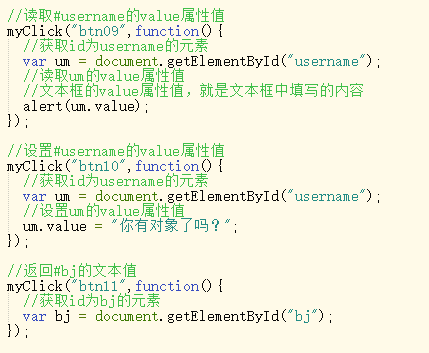 //读取#username的value属性值
myClick("btn09",function(){
//获取id为username的元素
var um = document.getElementById("username");
//读取um的value属性值
//文本框的value属性值，就是文本框中填写的内容
alert(um.value);
});
//设置#username的value属性值
myClick("btn10",function(){
//获取id为username的元素
var um = document.getElementById("username");
//设置um的value属性值
um.value = "你有对象了吗？";
});
//返回#bj的文本值
myClick("btn11",function(){
//获取id为bj的元素
var bj = document.getElementById("bj");
});